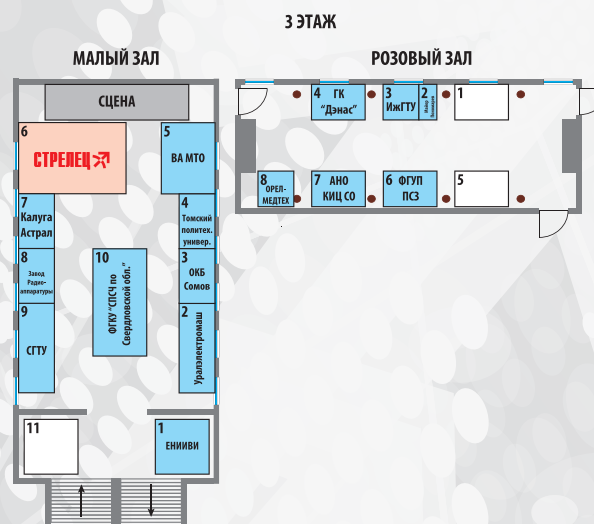 3 ЭТАЖ
МАЛЫЙ ЗАЛ
СЦЕНА
6
СТРЕЛЕЦ
5
ВА МТО
7
Калуга
Астрал
4
Томский
политех.
универ.
8
Завод
Радио-
аппаратуры
10
ФГКУ "СПСЧ по
Свердловской обл."
3
ОКБ
Сомов
9
СГТУ
2
Уралэлектромаш
11
1
ЕНИИВИ
РОЗОВЫЙ ЗАЛ
4 ГК
"Дэнас"
3
ИжГТУ
2
1
8
ОРЕЛ-
МЕДТЕХ
7 АНО
КИЦ СО
6 ФГУП
ПСЗ
5